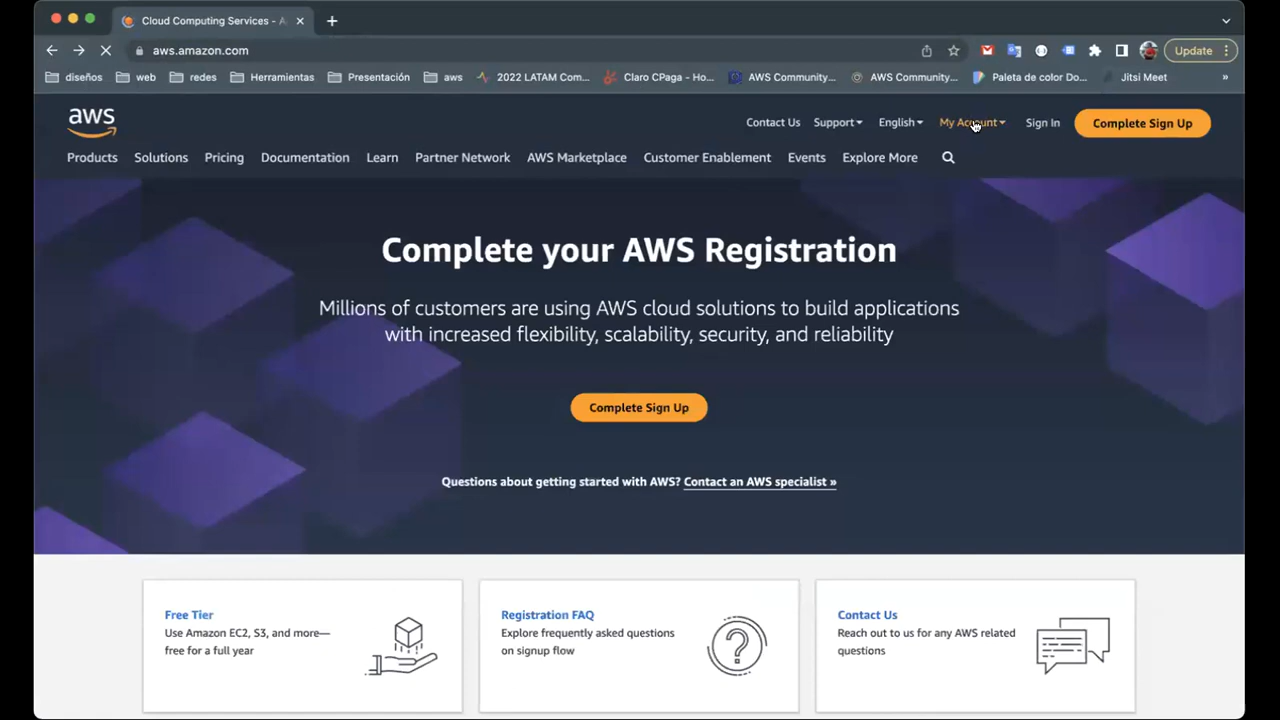 Cloud Computing Services - A
aws.amazon.com
Update
diseños
web
redes
Herramientas
Presentación
aws
2022 LATAM Com...
Claro CPaga - Ho...
AWS Community...
AWS Community...
Paleta de color Do...
Jitsi Meet
»
aws
Contact Us
Support
English
My Account
Sign In
Complete Sign Up
Products
Solutions
Pricing
Documentation
Learn
Partner Network
AWS Marketplace
Customer Enablement
Events
Explore More
Complete your AWS Registration
Millions of customers are using AWS cloud solutions to build applications
with increased flexibility, scalability, security, and reliability
Complete Sign Up
Questions about getting started with AWS? Contact an AWS specialist »
Free Tier
Use Amazon EC2, S3, and more—
free for a full year
Registration FAQ
Explore frequently asked questions
on signup flow
Contact Us
Reach out to us for any AWS related
questions